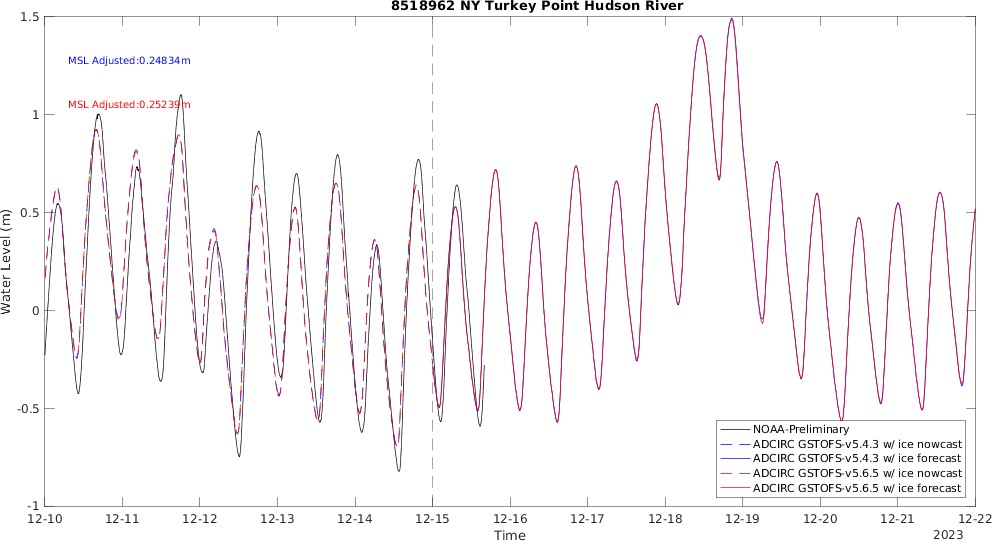 8518962 NY Turkey Point Hudson River
1.5
MSL Adjusted:0.24834m
MSL Adjusted:0.25239m
1
0.5
Water Level (m)
0
-0.5
-1
NOAA-Preliminary
ADCIRC GSTOFS-v5.4.3 w/ ice nowcast
ADCIRC GSTOFS-v5.4.3 w/ ice forecast
ADCIRC GSTOFS-v5.6.5 w/ ice nowcast
ADCIRC GSTOFS-v5.6.5 w/ ice forecast
12-10 12-11 12-12 12-13 12-14 12-15 12-16 12-17 12-18 12-19 12-20 12-21 12-22
Time
2023